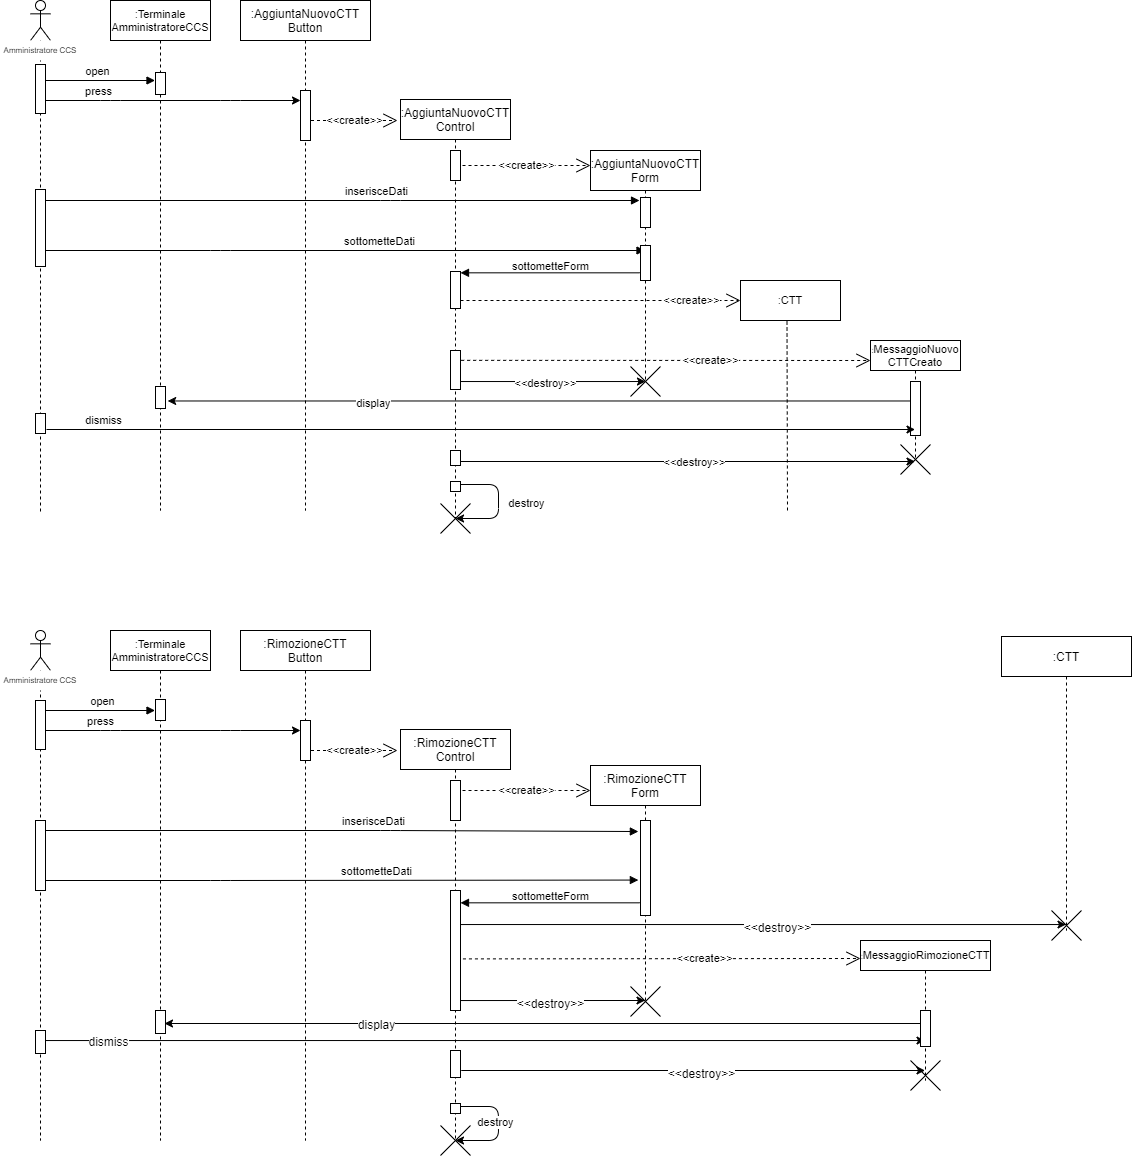 :Terminale
AmministratoreCCS
:AggiuntaNuovoCTT
Button
Amministratore CCS
open
press
<<create>>
:AggiuntaNuovoCTT
Control
<<create>>
:AggiuntaNuovoCTT
Form
inserisceDati
sottometteDati
sottometteForm
<<create>>
:CTT
<<create>>
:MessaggioNuovo
CTTCreato
<<destroy>>
display
dismiss
<<destroy>>
destroy
:Terminale
AmministratoreCCS
:RimozioneCTT
Button
:CTT
Amministratore CCS
open
press
<<create>>
:RimozioneCTT
Control
<<create>>
:RimozioneCTT
Form
inserisceDati
sottometteDati
sottometteForm
<<destroy>>
<<create>>
:MessaggioRimozioneCTT
<<destroy>>
display
dismiss
<<destroy>>
destroy